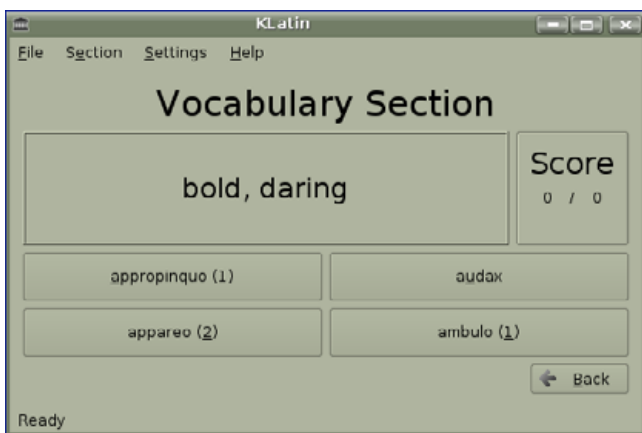 KLatin
File Section Settings Help
Vocabulary Section
bold, daring
Score
0 / 0
appropinquo (1)
audax
appareo (2)
ambulo (1)
Back
Ready